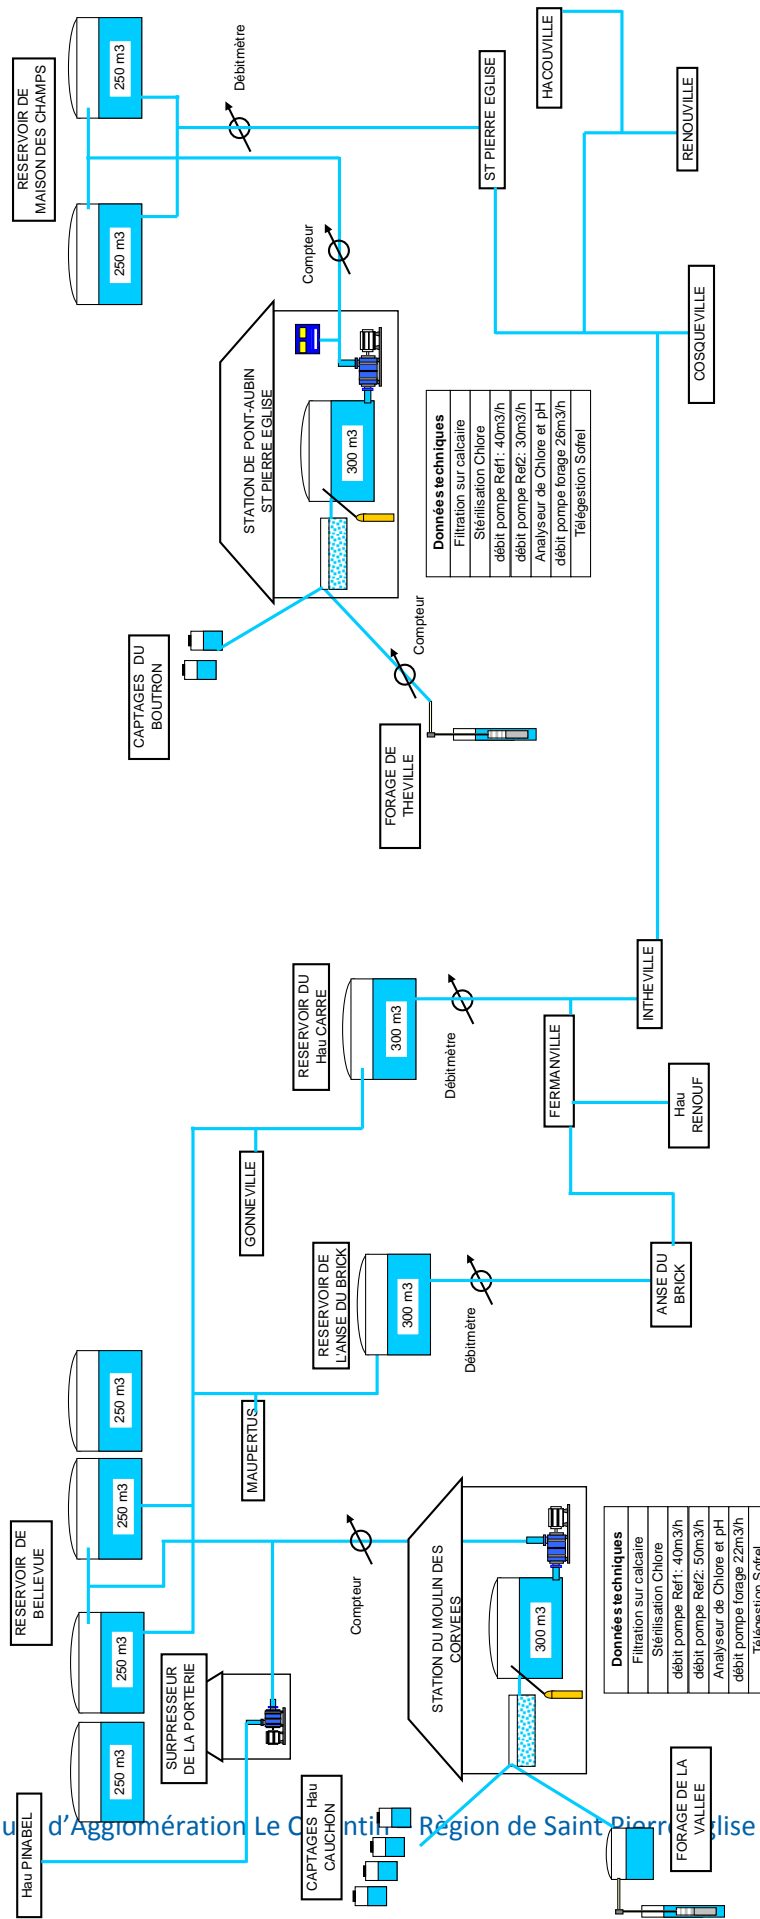 RESERVOIR DE
MAISON DES CHAMPS
250 m3
250 m3
Débitmètre
Compteur
STATION DE PONT-AUBIN
ST PIERRE EGLISE
300 m3
CAPTAGES DU
BOUTRON
Compteur
FORAGE DE
THEVILLE
Données techniques
Filtration sur calcaire
Stérilisation Chlore
débit pompe Ref1: 40m3/h
débit pompe Ref2: 30m3/h
Analyseur de Chlore et pH
débit pompe forage 26m3/h
Télégestion Sofrel
ST PIERRE EGLISE
HACOUVILLE
RENOUVILLE
COSQUEVILLE
RESERVOIR DU
Hau CARRE
300 m3
Débitmètre
INTHEVILLE
FERMANVILLE
Hau
RENOUF
GONNEVILLE
RESERVOIR DE
L'ANSE DU BRICK
300 m3
Débitmètre
ANSE DU
BRICK
MAUPERTUS
RESERVOIR DE
BELLEVUE
250 m3
250 m3
250 m3
250 m3
SURPRESSEUR
DE LA PORTERIE
Hau PINABEL
Compteur
STATION DU MOULIN DES
CORVEES
300 m3
CAPTAGES Hau
CAUCHON
FORAGE DE LA
VALLEE
Données techniques
Filtration sur calcaire
Stérilisation Chlore
débit pompe Ref1: 40m3/h
débit pompe Ref2: 50m3/h
Analyseur de Chlore et pH
débit pompe forage 22m3/h
Télégestion Sofrel
d'Agglomération Le Région de Saint Pierre Eglise